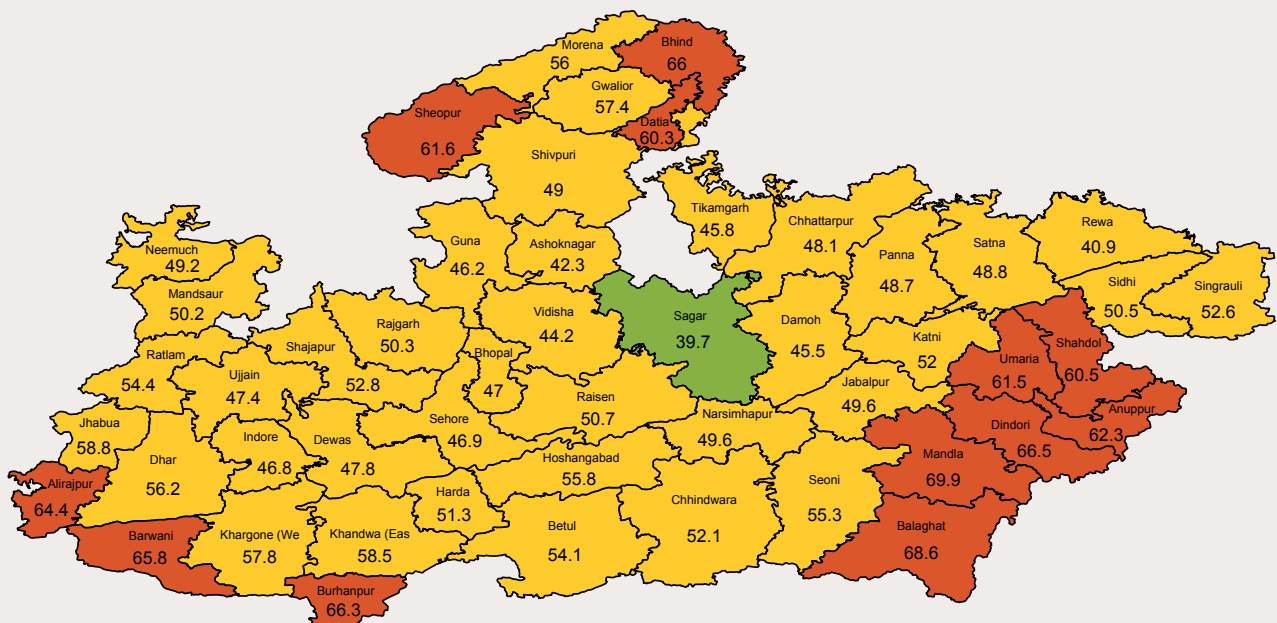 Morena
56
Bhind
66
Gwalior
57.4
Sheopur
61.6
Datia
60.3
Shivpuri
49
Tikamgarh
45.8
Chhattarpur
48.1
Rewa
40.9
Neemuch
49.2
Guna
46.2
Ashoknagar
42.3
Panna
48.7
Satna
48.8
Sidhi
50.5
Singrauli
52.6
Mandsaur
50.2
Rajgarh
50.3
Vidisha
44.2
Sagar
39.7
Damoh
45.5
Katni
52
Shahdol
60.5
Ratlam
54.4
Ujjain
47.4
Shajapur
52.8
Bhopal
47
Raisen
50.7
Jabalpur
49.6
Umaria
61.5
Anuppur
62.3
Jhabua
58.8
Dhar
56.2
Indore
46.8
Dewas
47.8
Sehore
46.9
Narsimhapur
49.6
Dindori
66.5
Hoshangabad
55.8
Mandla
69.9
Alirajpur
64.4
Harda
51.3
Chhindwara
52.1
Seoni
55.3
Barwani
65.8
Khargone (We
57.8
Khandwa (Eas
58.5
Betul
54.1
Balaghat
68.6
Burhanpur
66.3